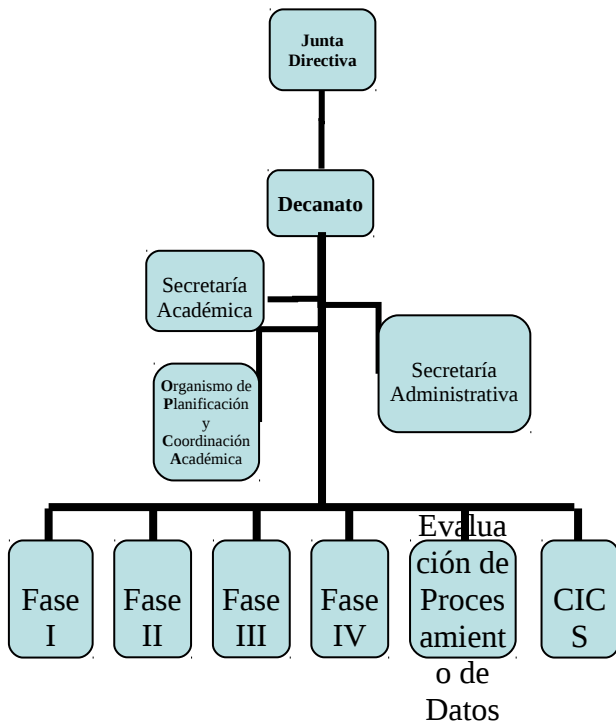 Junta
Directiva
Decanato
Secretaría
Académica
Secretaría
Administrativa
Organismo de
Planificación
y
Coordinación
Académica
Fase
I
Fase
II
Fase
III
Fase
IV
Evalua
ción de
Proces
amient
o de
Datos
CIC
S